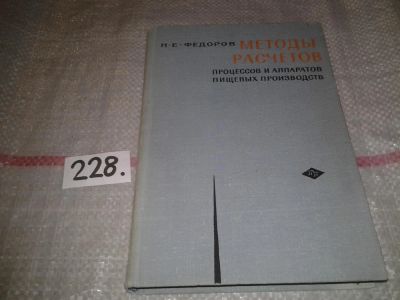 Н·Е·ФЕДОРОВ
МЕТОДЫ
РАСЧЕТОВ
ПРОЦЕССОВ И АППАРАТОВ
ПИЩЕВЫХ ПРОИЗВОДСТВ
228.